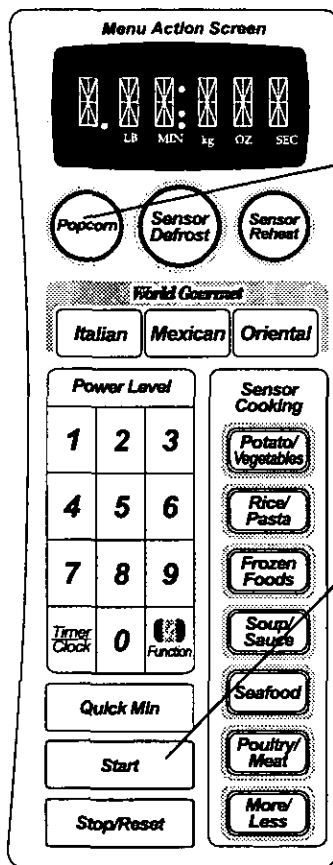 Menu Action Screen
LB MIN kg OZ SEC
Popcorn
Sensor
Defrost
Sensor
Reheat
World Gourmet
Italian Mexican Oriental
Power Level
1 2 3
4 5 6
7 8 9
Timer
Clock
0
Function
Quick Min
Start
Stop/Reset
Sensor
Cooking
Potato/
Vegetables
Rice/
Pasta
Frozen
Foods
Soup/
Sauce
Seafood
Poultry/
Meat
More/
Less